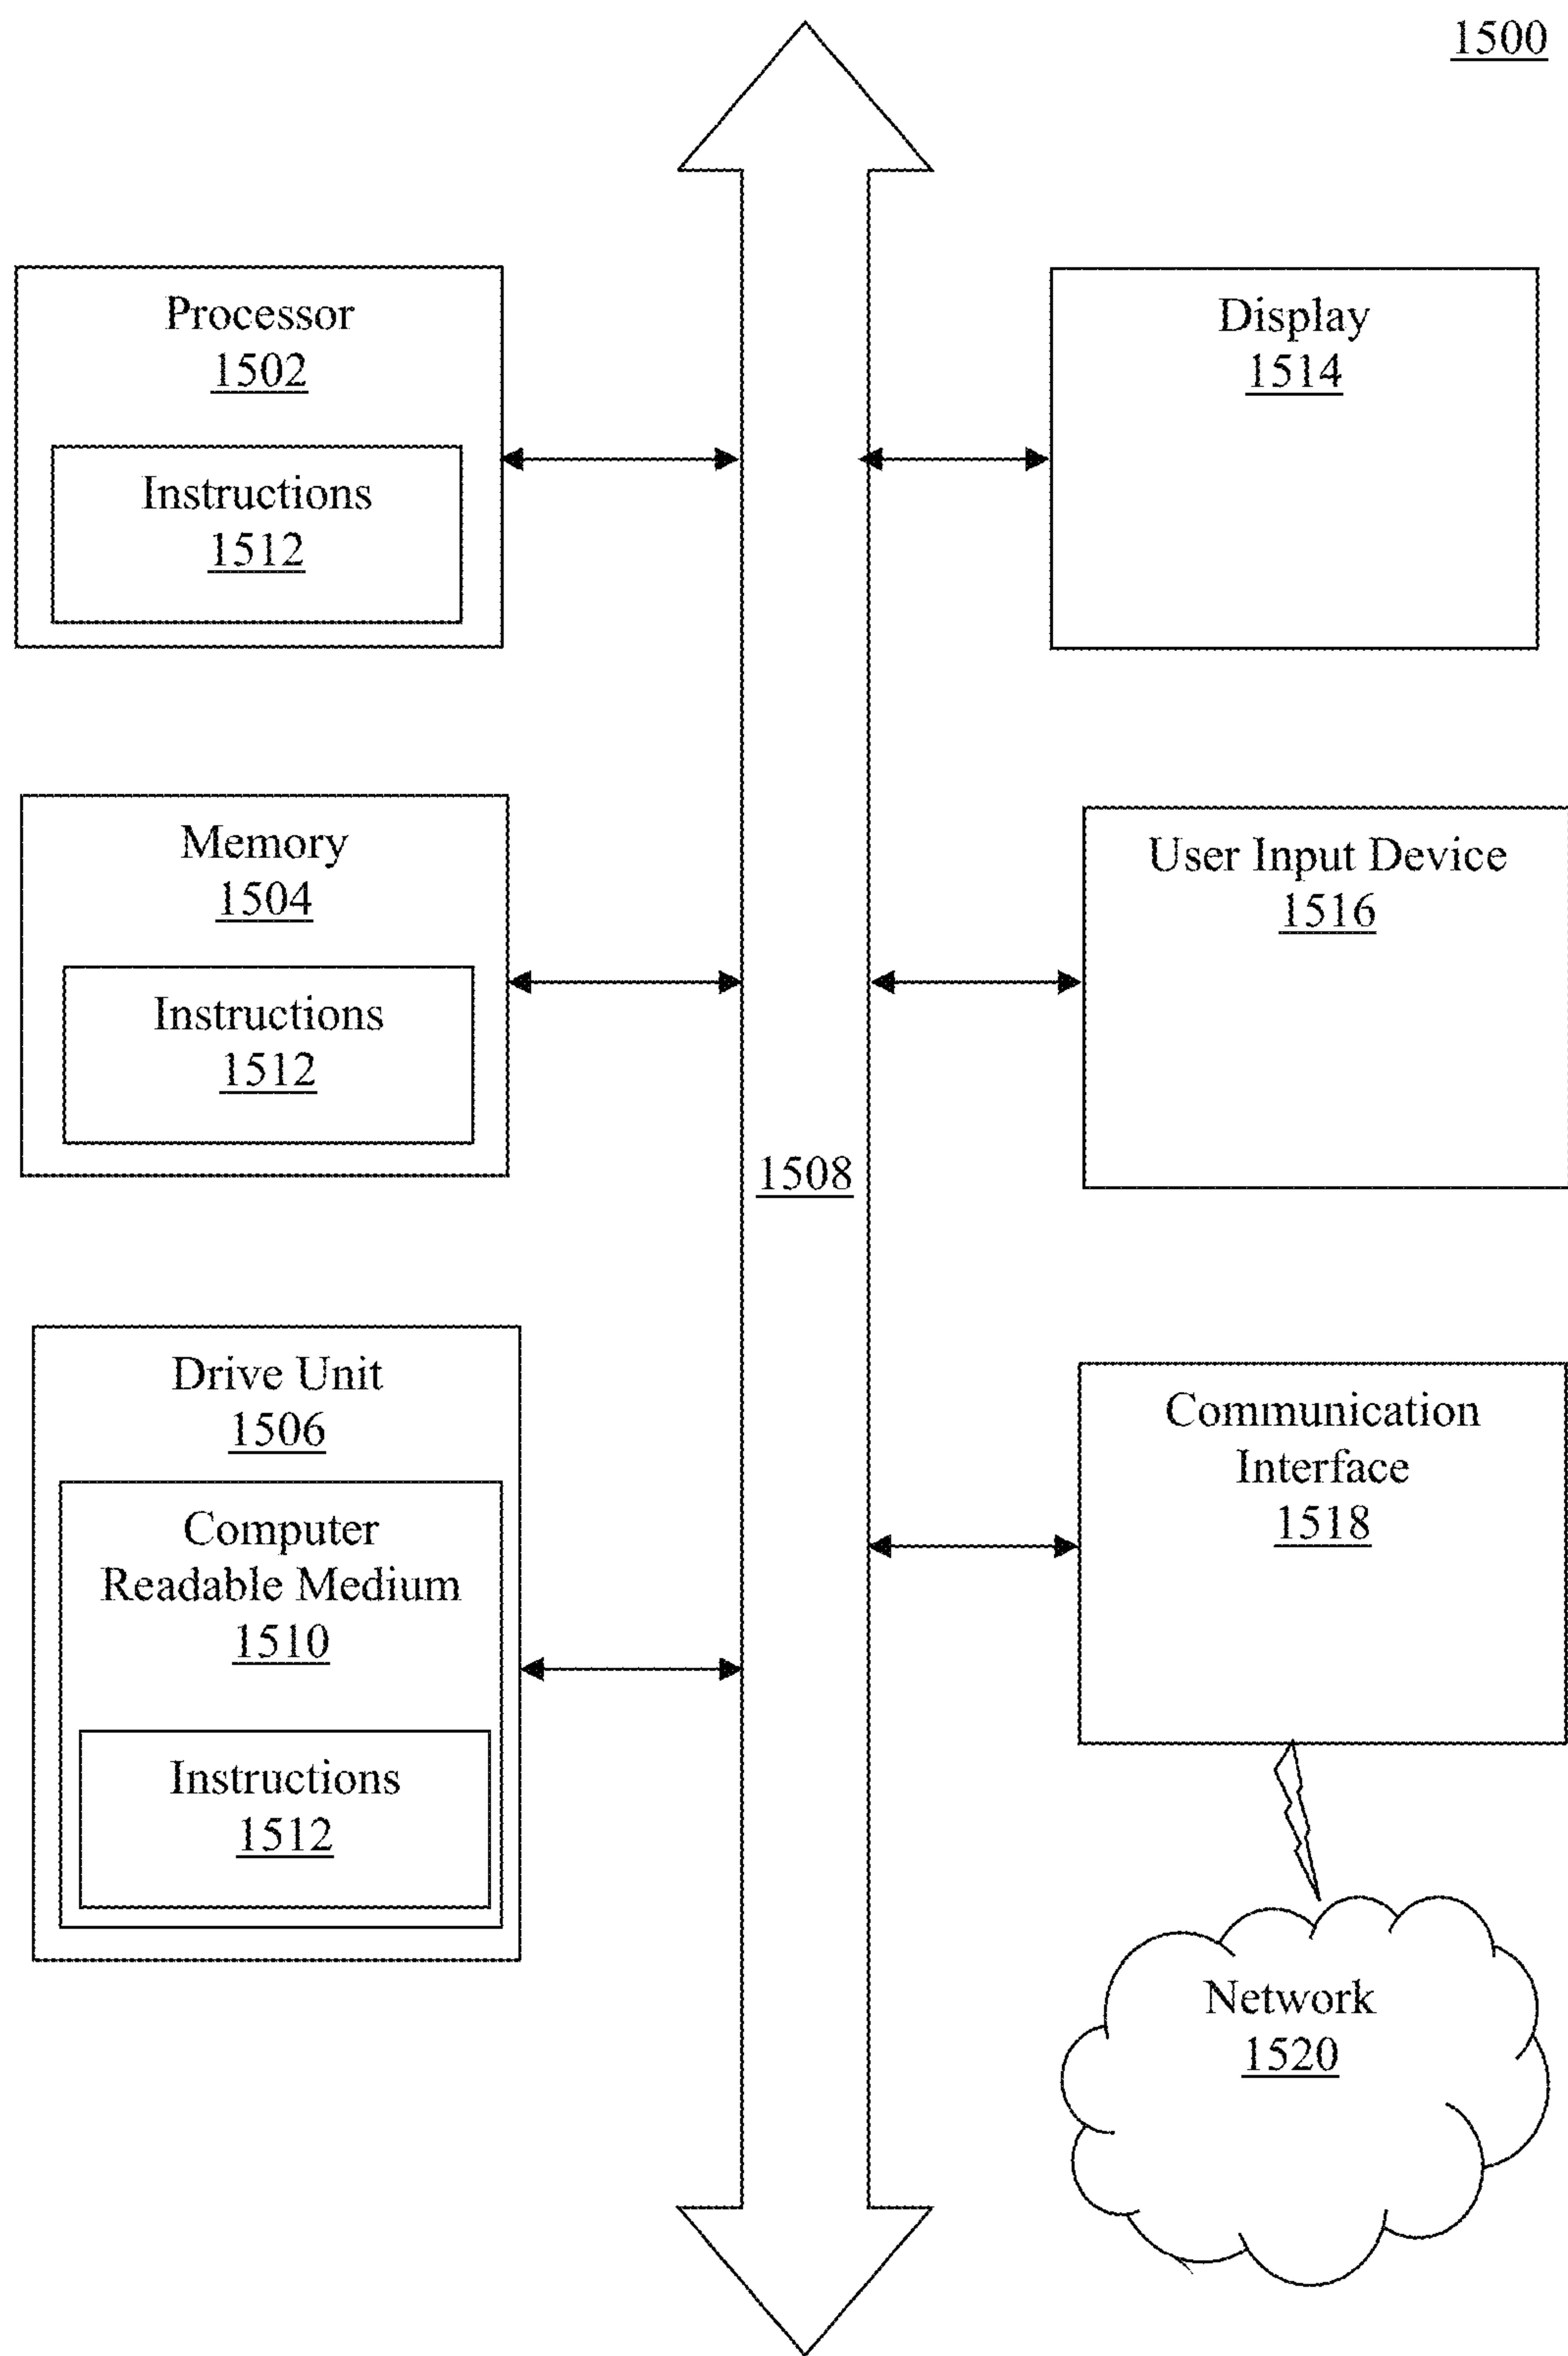 1500
Processor
1502
Instructions
1512
Display
1514
Memory
1504
Instructions
1512
User Input Device
1516
1508
Drive Unit
1506
Computer
Readable Medium
1510
Instructions
1512
Communication
Interface
1518
Network
1520